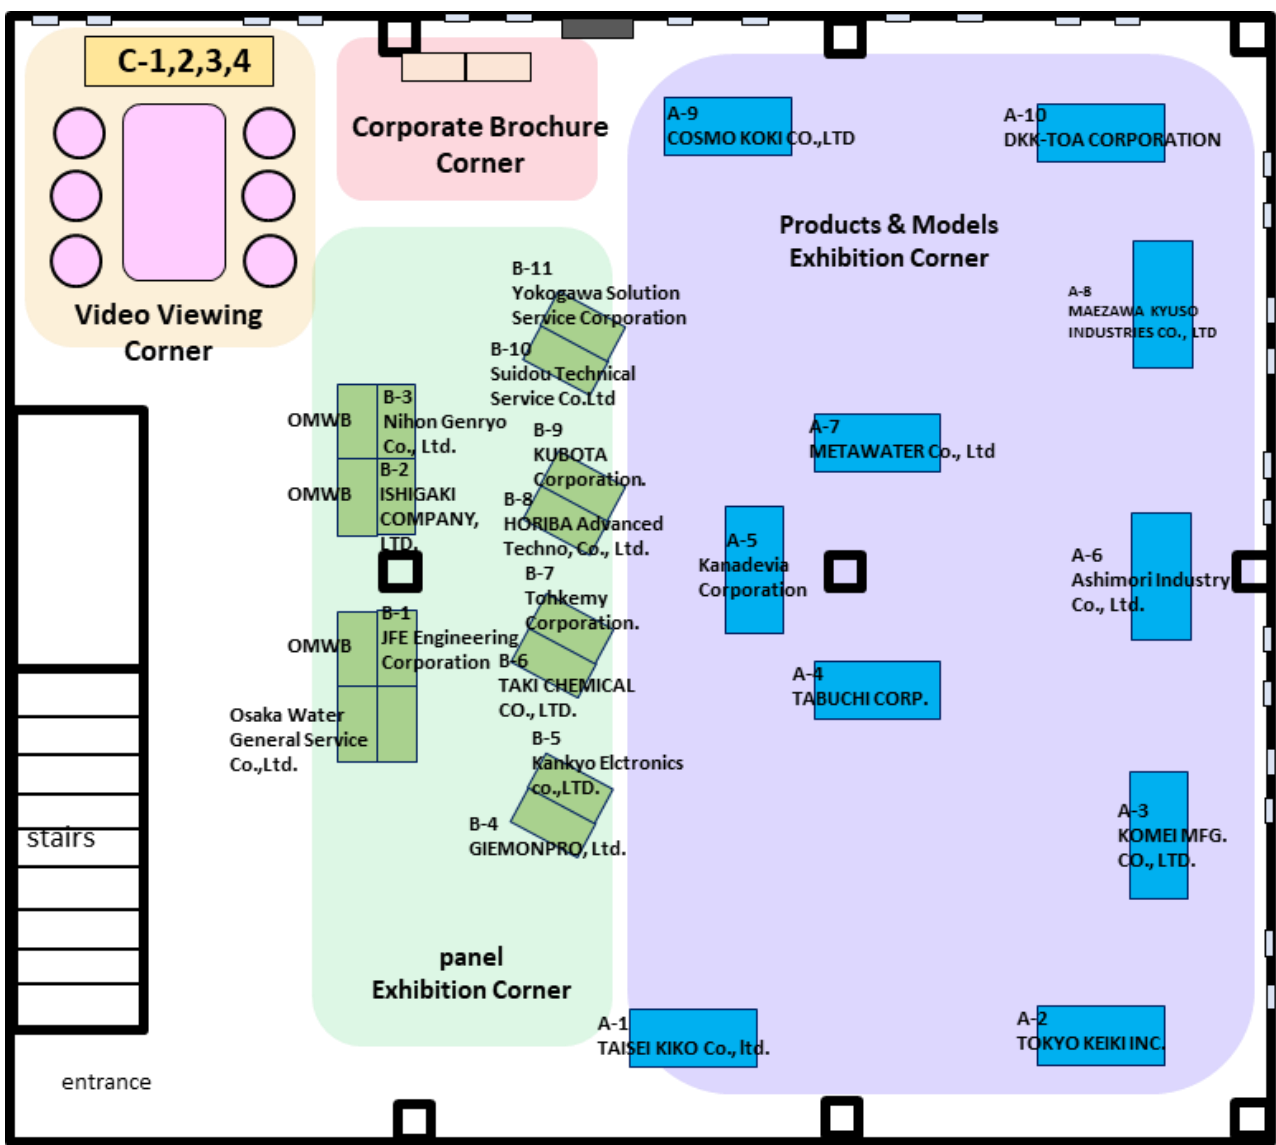 C-1,2,3,4
Video Viewing
Corner
Corporate Brochure
Corner
A-9
COSMO KOKI CO.,LTD
A-10
DKK-TOA CORPORATION
Products & Models
Exhibition Corner
A-8
MAEZAWA KYUSO
INDUSTRIES CO., LTD
B-11
Yokogawa Solution
Service Corporation
B-10
Suidou Technical
Service Co.Ltd
OMWB
B-3
Nihon Genryo
Co., Ltd.
OMWB
B-2
ISHIGAKI
COMPANY,
LTD.
B-9
KUBOTA
Corporation.
B-8
HORIBA Advanced
Techno, Co., Ltd.
A-7
METAWATER Co., Ltd
A-5
Kanadevia
Corporation
A-6
Ashimori Industry
Co., Ltd.
B-7
Tohkemy
Corporation.
OMWB
B-1
JFE Engineering
Corporation
B-6
TAKI CHEMICAL
CO., LTD.
A-4
TABUCHI CORP.
Osaka Water
General Service
Co.,Ltd.
B-5
Kankyo Elctronics
co.,LTD.
B-4
GIEMONPRO, Ltd.
A-3
KOMEI MFG.
CO., LTD.
stairs
panel
Exhibition Corner
A-1
TAISEI KIKO Co., ltd.
A-2
TOKYO KEIKI INC.
entrance